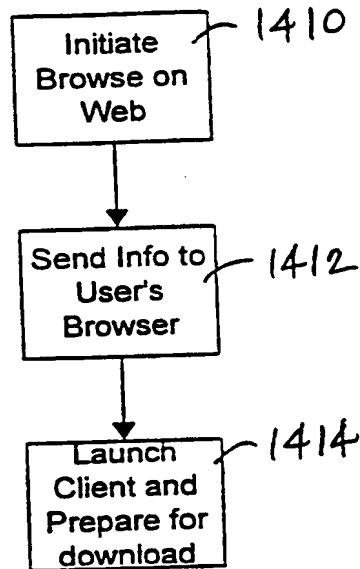 Initiate
Browse on
Web
1410
Send Info to
User's
Browser
1412
Launch
Client and
Prepare for
download
1414